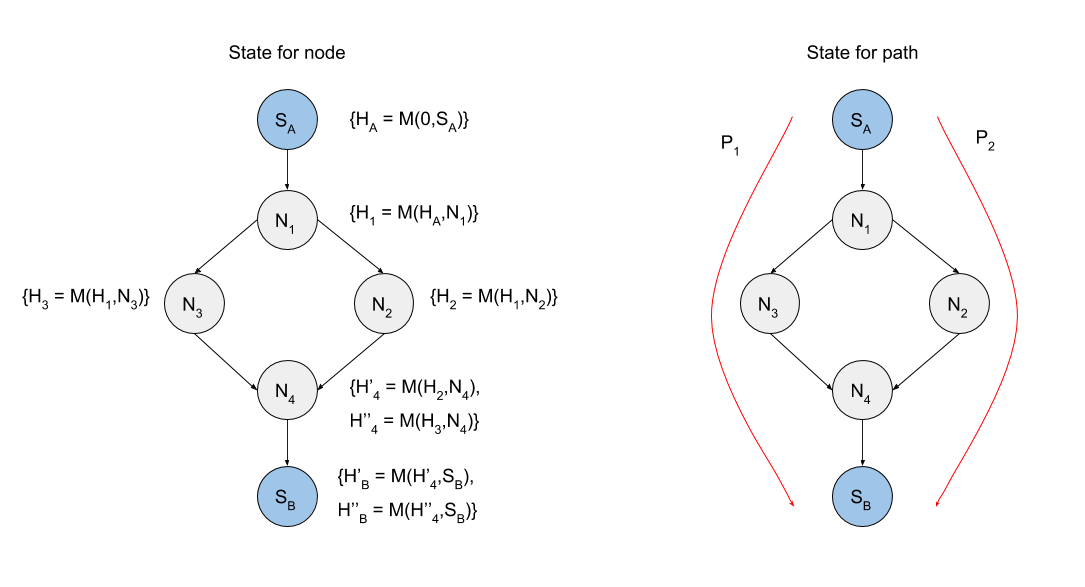 State for node
S_A
{H_A = M(0,S_A)}
N_1
{H_1 = M(H_A,N_1)}
{H_3 = M(H_1,N_3)}
N_3
N_2
{H_2 = M(H_1,N_2)}
N_4
{H'_4 = M(H_2,N_4),
H''_4 = M(H_3,N_4)}
S_B
{H'_B = M(H'_4,S_B),
H''_B = M(H''_4,S_B)}
State for path
S_A
P_1
P_2
N_1
N_3
N_2
N_4
S_B